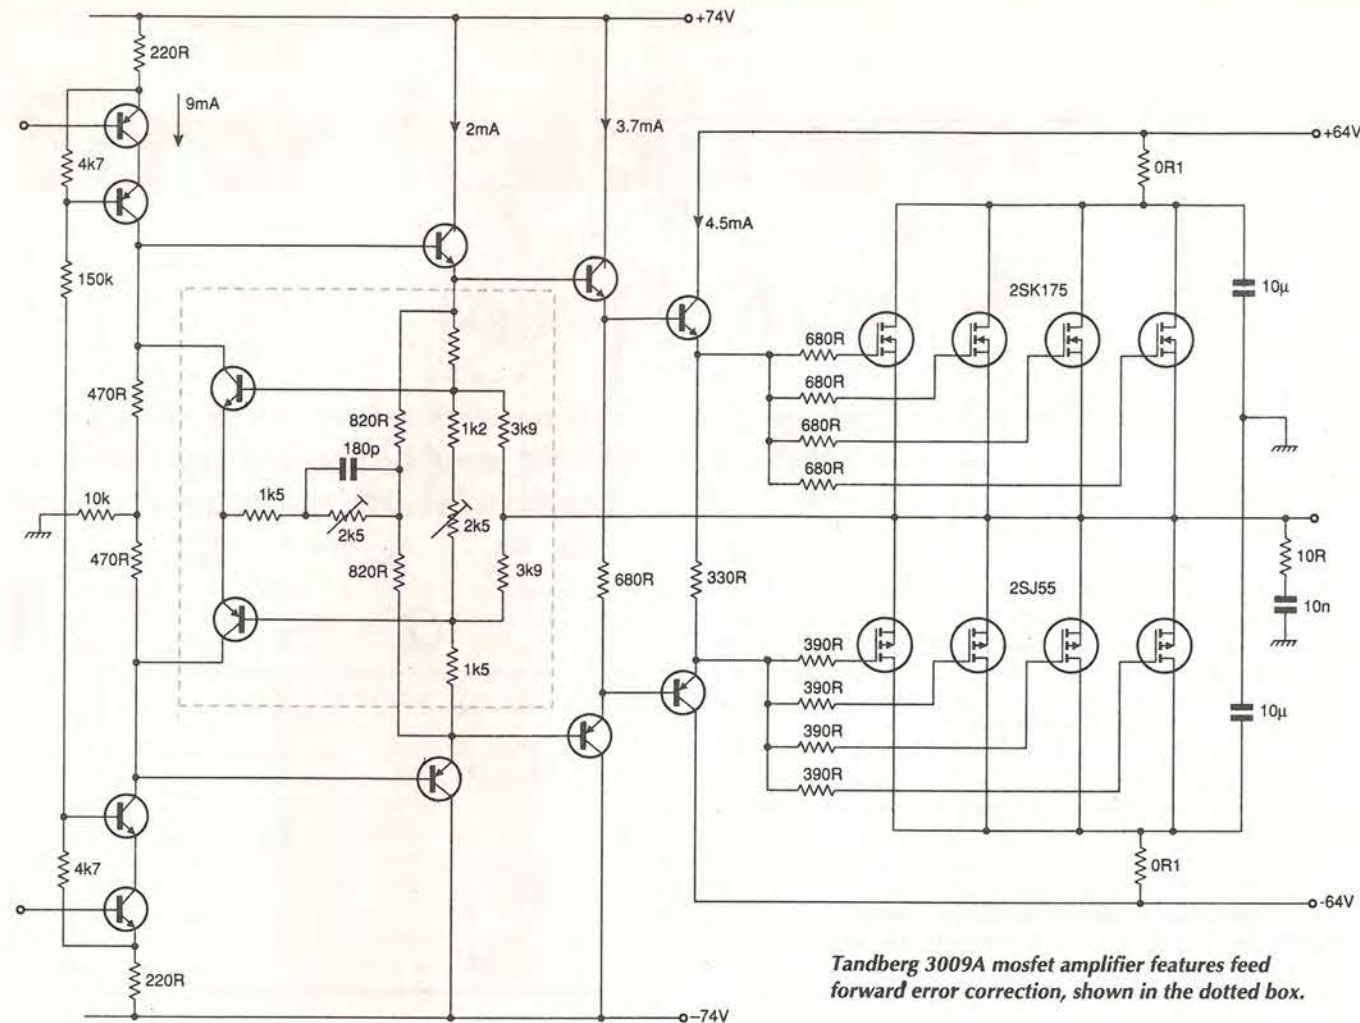 +74V
220R
9mA
2mA
3.7mA
+64V
0R1
4k7
4.5mA
150k
2SK175
10μ
680R
470R
820R
1k2
3k9
680R
180p
680R
680R
10k
1k5
2k5
2k5
470R
820R
3k9
680R
330R
2SJ55
10R
10n
390R
1k5
390R
10μ
390R
390R
4k7
0R1
-64V
220R
-74V
Tandberg 3009A mosfet amplifier features feed
forward error correction, shown in the dotted box.